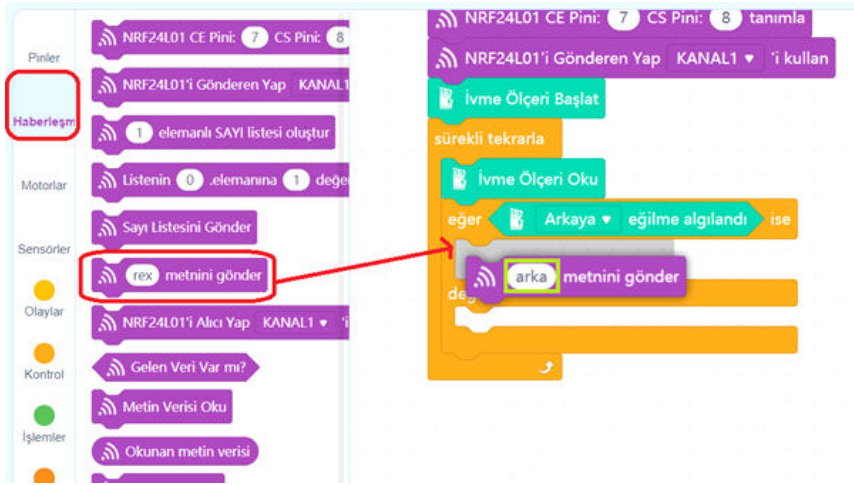 Pinler
Haberleşm
Motorlar
Sensörler
Olaylar
Kontrol
İşlemler
NRF24L01 CE Pini: 7 CS Pini: 8
NRF24L01'i Gönderen Yap KANAL1
1 elemanlı SAYI listesi oluştur
Listenin 0 .elemanına 1 değe
Sayı Listesini Gönder
rex metnini gönder
NRF24L01'i Alıcı Yap KANAL1 'i
Gelen Veri Var mı?
Metin Verisi Oku
Okunan metin verisi
NRF24L01 CE Pini: 7 CS Pini: 8 tanımla
NRF24L01'i Gönderen Yap KANAL1 'i kullan
İvme Ölçeri Başlat
sürekli tekrarla
İvme Ölçeri Oku
eğer Arkaya eğilme algılandı ise
arka metnini gönder